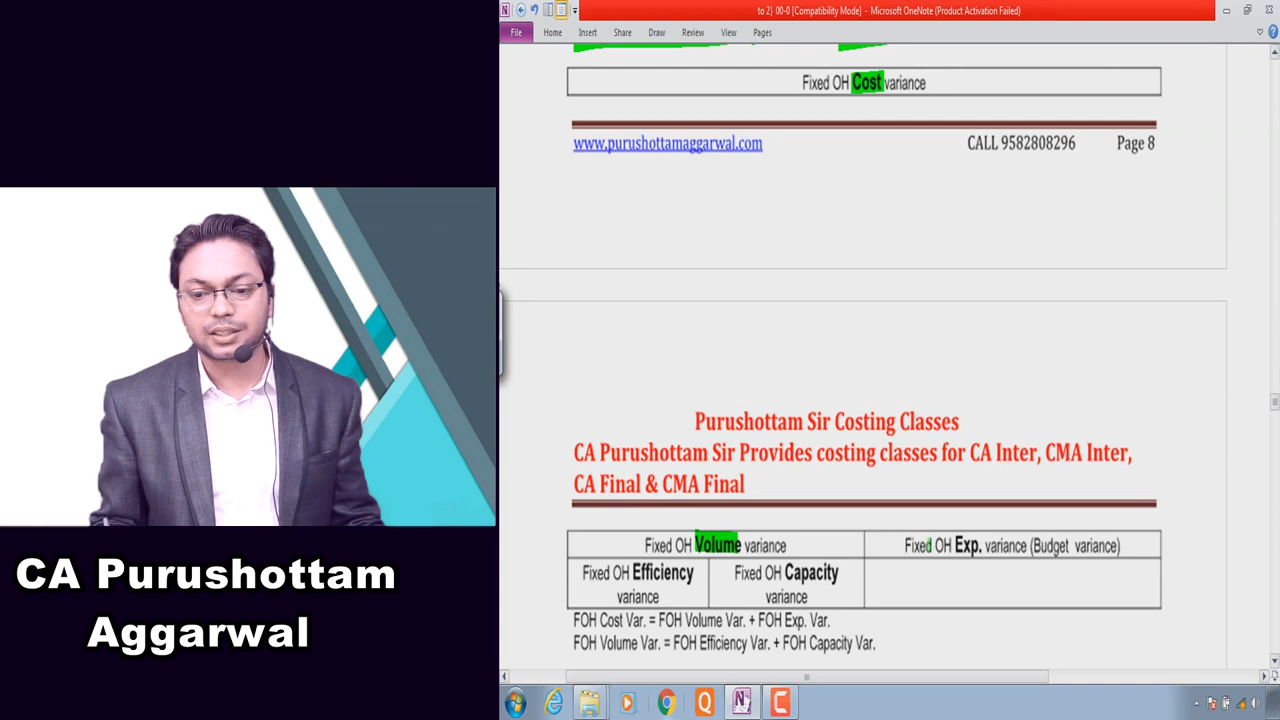 to 2) 00-0 [Compatibility Mode] - Microsoft OneNote (Product Activation Failed)
File Home Insert Share Draw Review View Pages
Fixed OH Cost variance
www.purushottamaggarwal.com CALL 9582808296 Page 8
Purushottam Sir Costing Classes
CA Purushottam Sir Provides costing classes for CA Inter, CMA Inter,
CA Final & CMA Final
Fixed OH Volume variance Fixed OH Exp. variance (Budget variance)
Fixed OH Efficiency variance
Fixed OH Capacity variance
FOH Cost Var. = FOH Volume Var. + FOH Exp. Var.
FOH Volume Var. = FOH Efficiency Var. + FOH Capacity Var.
CA Purushottam
Aggarwal